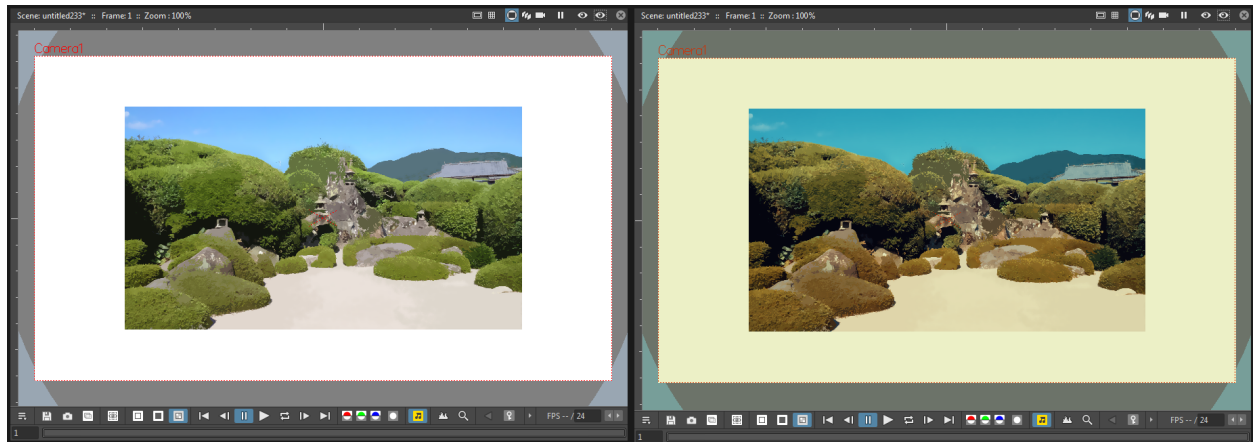 Scene: untitled233* :: Frame: 1 :: Zoom : 100%
Camera1
FPS -- / 24
1
Scene: untitled233* :: Frame: 1 :: Zoom : 100%
Camera1
FPS -- / 24
1